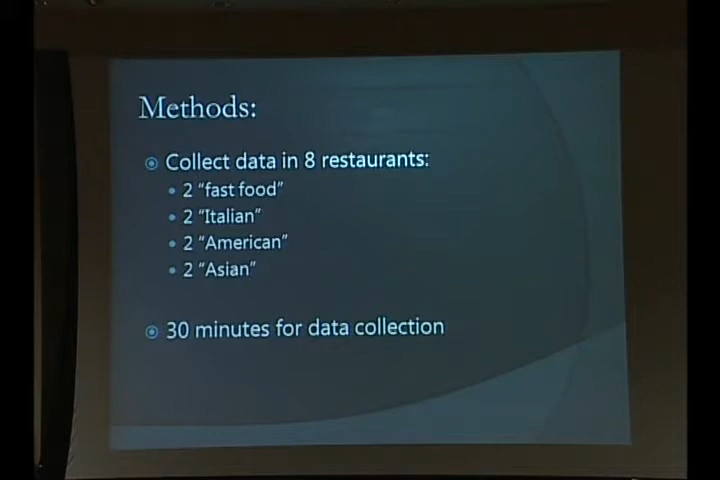 Methods:
Collect data in 8 restaurants:
2 “fast food”
2 “Italian”
2 “American”
2 “Asian”
30 minutes for data collection